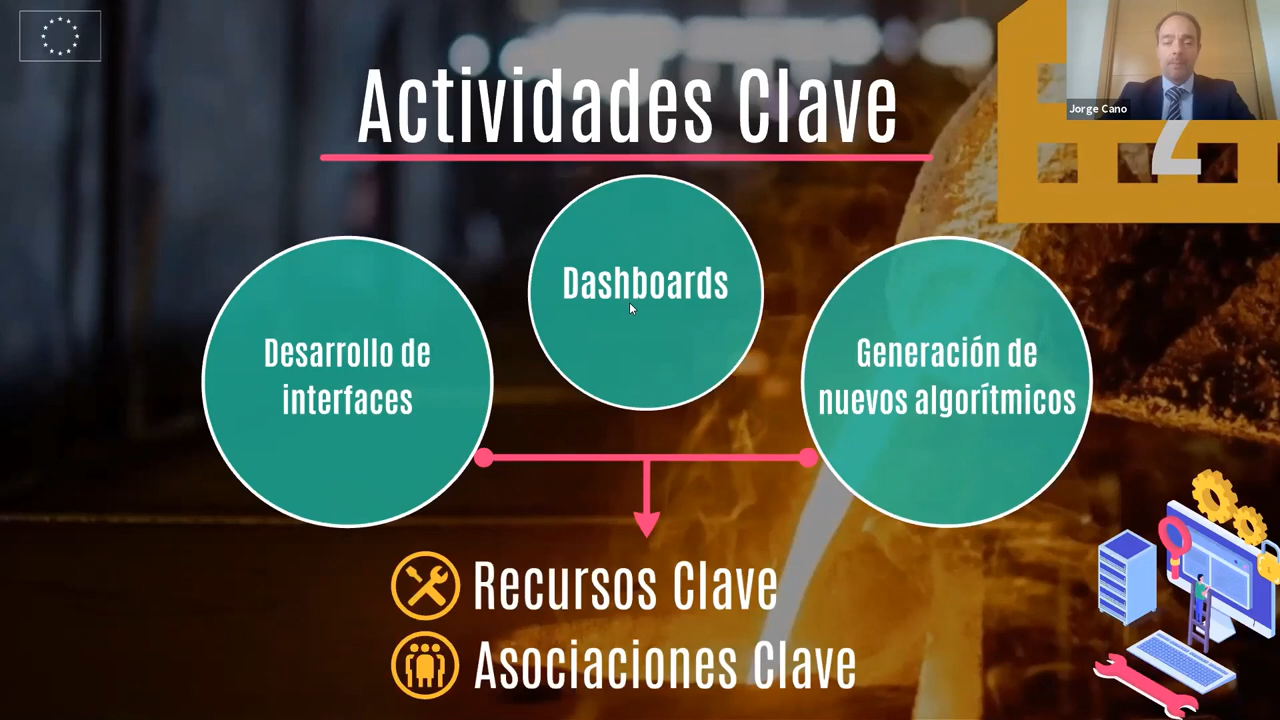 Actividades Clave
Jorge Cano
Dashboards
Desarrollo de
interfaces
Generación de
nuevos algorítmicos
Recursos Clave
Asociaciones Clave